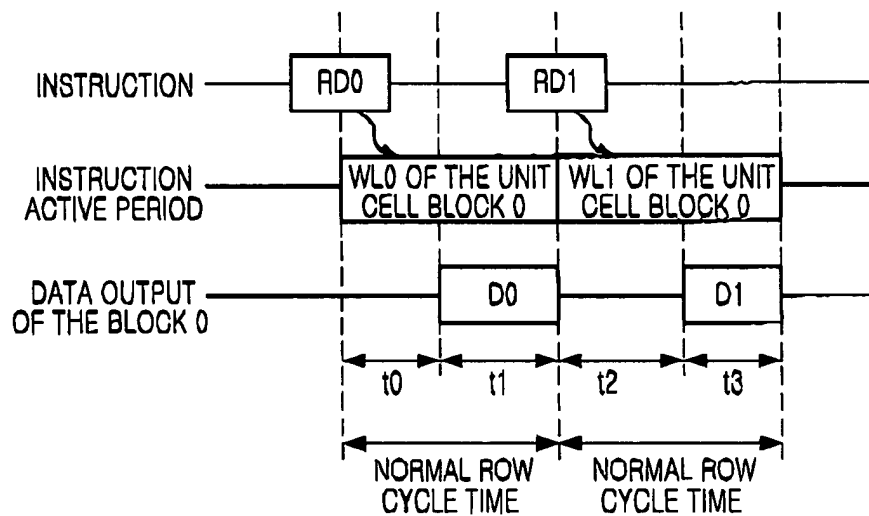 INSTRUCTION
RD0
RD1
INSTRUCTION
ACTIVE PERIOD
WL0 OF THE UNIT
CELL BLOCK 0
WL1 OF THE UNIT
CELL BLOCK 0
DATA OUTPUT
OF THE BLOCK 0
D0
D1
t0
t1
t2
t3
NORMAL ROW
CYCLE TIME
NORMAL ROW
CYCLE TIME